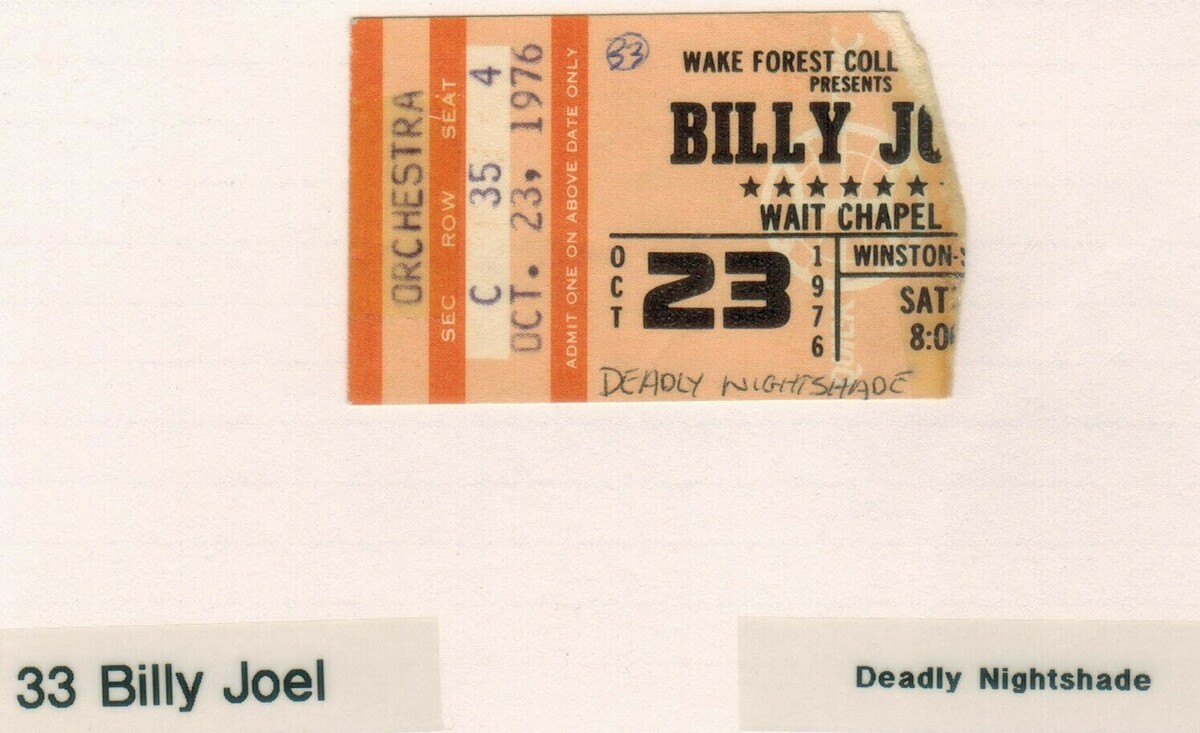 ORCHESTRA
SEC ROW SEAT
C 35 4
OCT. 23, 1976
ADMIT ONE ON ABOVE DATE ONLY
33
WAKE FOREST COLL
PRESENTS
BILLY JO
WAIT CHAPEL
OCT 23 1976
WINSTON-S
SAT
8:00
DEADLY NIGHTSHADE
33 Billy Joel
Deadly Nightshade